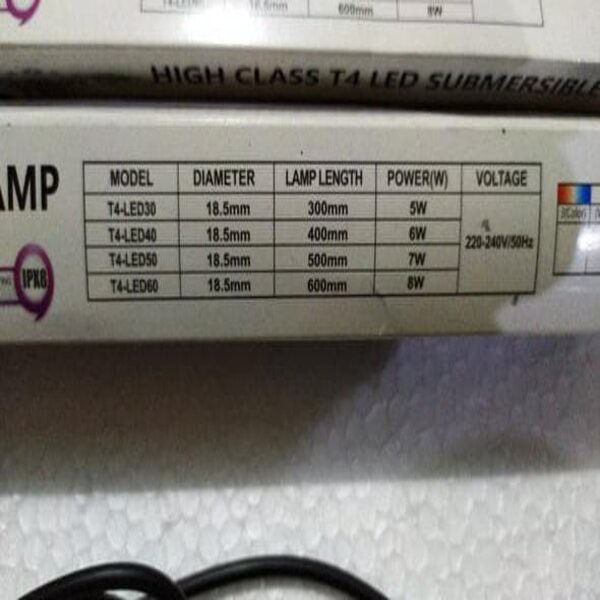 600mm 8W
HIGH CLASS T4 LED SUBMERSIBLE
AMP
MODEL DIAMETER LAMP LENGTH POWER(W) VOLTAGE
T4-LED30 18.5mm 300mm 5W
T4-LED40 18.5mm 400mm 6W 220-240V/50Hz
T4-LED50 18.5mm 500mm 7W
T4-LED60 18.5mm 600mm 8W
IPX8